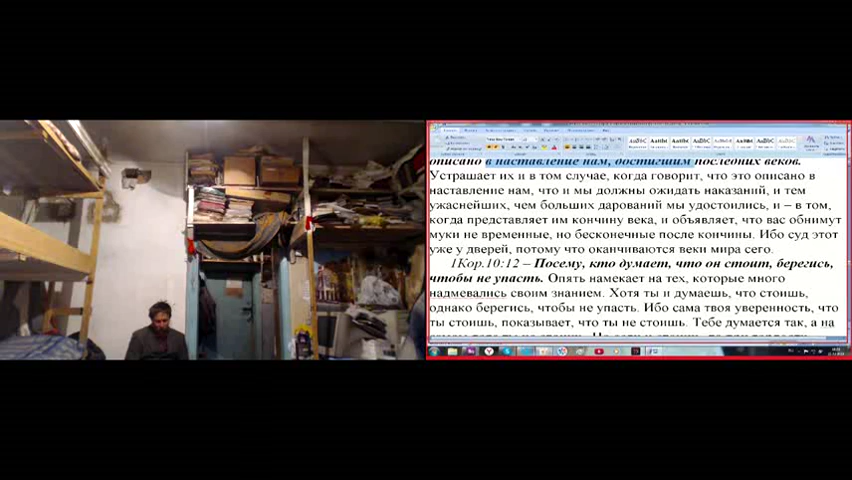 описано в наставление нам, достигшим последних веков.
Устрашает их и в том случае, когда говорит, что это описано в
наставление нам, что и мы должны ожидать наказаний, и тем
ужаснейших, чем больших дарований мы удостоились, и – в том,
когда представляет им кончину века, и объявляет, что вас обнимут
муки не временные, но бесконечные после кончины. Ибо суд этот
уже у дверей, потому что оканчиваются веки мира сего.
1Кор.10:12 – Посему, кто думает, что он стоит, берегись,
чтобы не упасть. Опять намекает на тех, которые много
надмевались своим знанием. Хотя ты и думаешь, что стоишь,
однако берегись, чтобы не упасть. Ибо сама твоя уверенность, что
ты стоишь, показывает, что ты не стоишь. Тебе думается так, а на